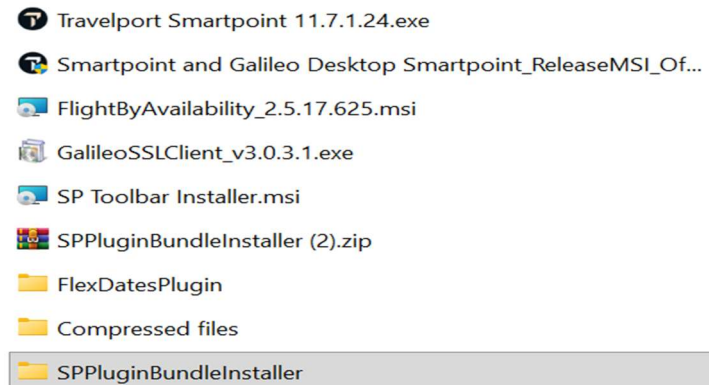 Travelport Smartpoint 11.7.1.24.exe
Smartpoint and Galileo Desktop Smartpoint_ReleaseMSI_Of...
FlightByAvailability_2.5.17.625.msi
GalileoSSLClient_v3.0.3.1.exe
SP Toolbar Installer.msi
SPPluginBundleInstaller (2).zip
FlexDatesPlugin
Compressed files
SPPluginBundleInstaller